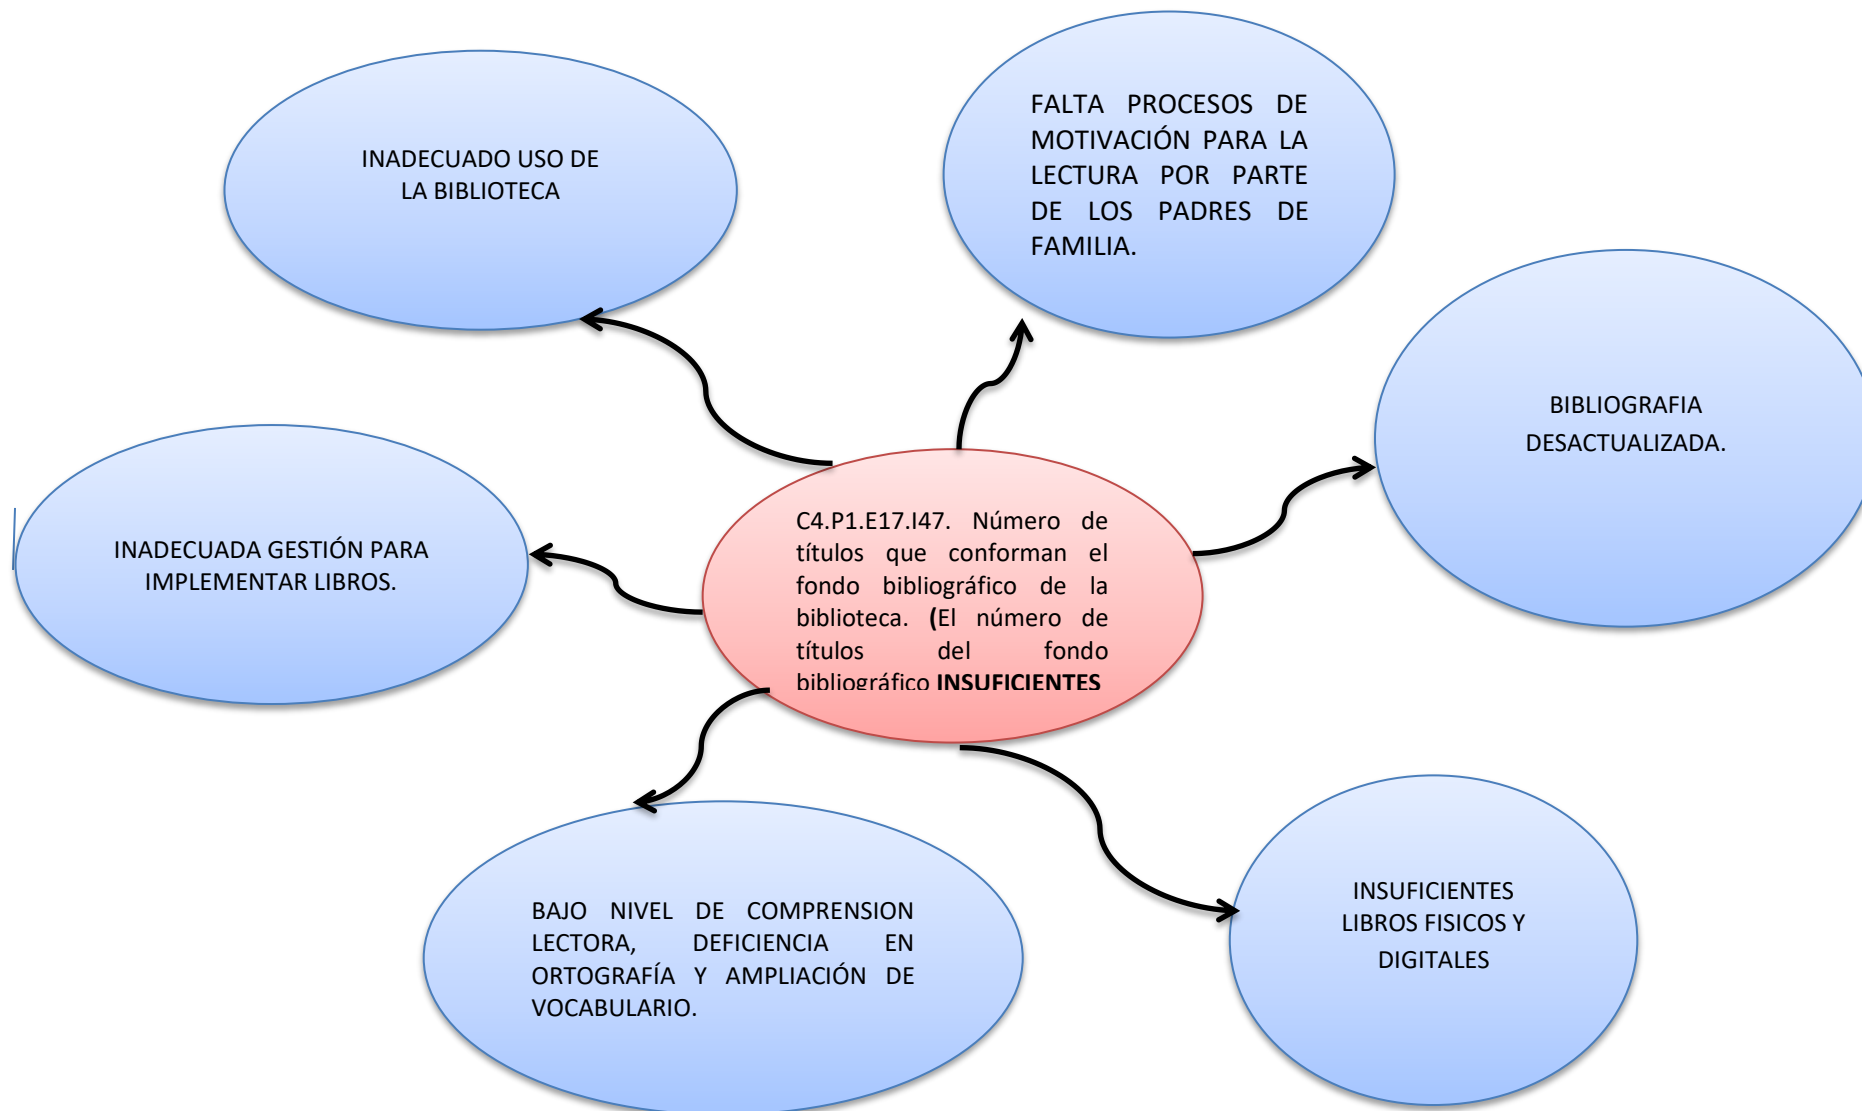 INADECUADO USO DE
LA BIBLIOTECA
FALTA PROCESOS DE
MOTIVACIÓN PARA LA
LECTURA POR PARTE
DE LOS PADRES DE
FAMILIA.
BIBLIOGRAFIA
DESACTUALIZADA.
INADECUADA GESTIÓN PARA
IMPLEMENTAR LIBROS.
C4.P1.E17.I47. Número de
títulos que conforman el
fondo bibliográfico de la
biblioteca. (El número de
títulos del fondo
bibliográfico INSUFICIENTES
BAJO NIVEL DE COMPRENSION
LECTORA, DEFICIENCIA EN
ORTOGRAFÍA Y AMPLIACIÓN DE
VOCABULARIO.
INSUFICIENTES
LIBROS FISICOS Y
DIGITALES